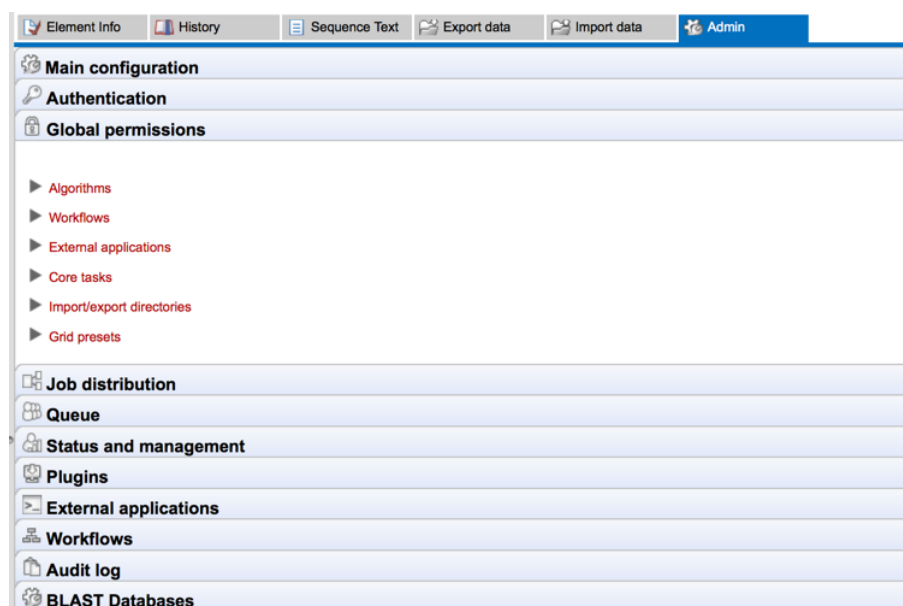 Element Info History Sequence Text Export data Import data Admin
Main configuration
Authentication
Global permissions
Algorithms
Workflows
External applications
Core tasks
Import/export directories
Grid presets
Job distribution
Queue
Status and management
Plugins
External applications
Workflows
Audit log
BLAST Databases